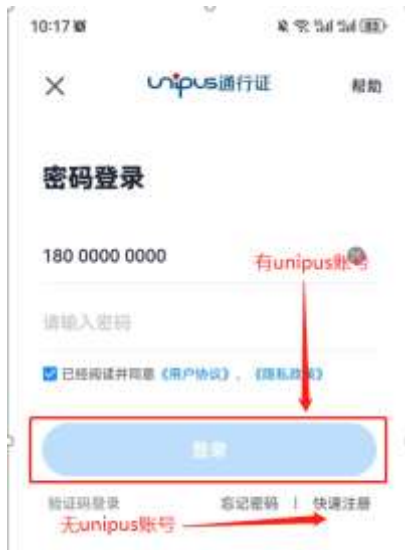 10:17
× unipus通行证 帮助
密码登录
180 0000 0000
有unipus账号
请输入密码
已经阅读并同意《用户协议》、《隐私政策》
登录
验证码登录 忘记密码 | 快速注册
无unipus账号